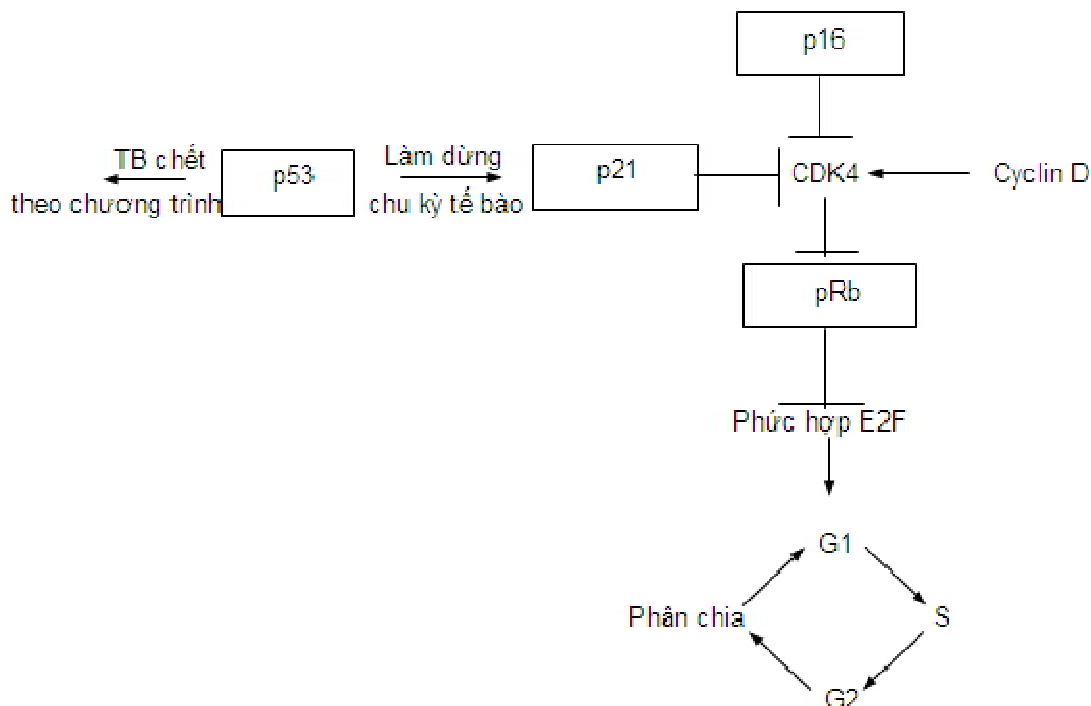 p16
TB chết
theo chương trình
p53
Làm dừng
chu kỳ tế bào
p21
CDK4
Cyclin D
pRb
Phức hợp E2F
G1
Phân chia
S
G2